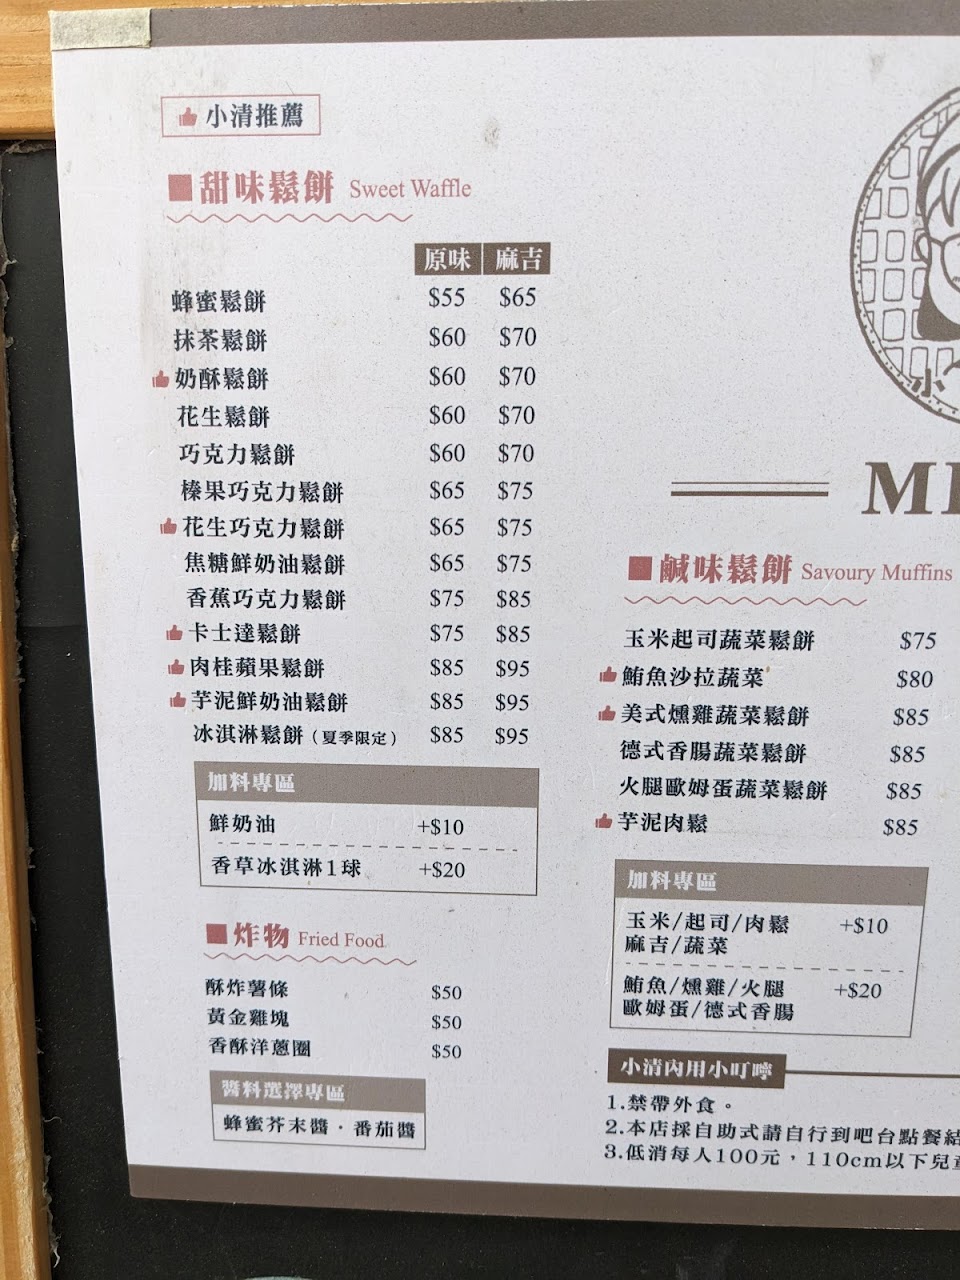 小清推薦
甜味鬆餅 Sweet Waffle
原味 麻吉
蜂蜜鬆餅 $55 $65
抹茶鬆餅 $60 $70
奶酥鬆餅 $60 $70
花生鬆餅 $60 $70
巧克力鬆餅 $60 $70
榛果巧克力鬆餅 $65 $75
花生巧克力鬆餅 $65 $75
焦糖鮮奶油鬆餅 $65 $75
香蕉巧克力鬆餅 $75 $85
卡士達鬆餅 $75 $85
肉桂蘋果鬆餅 $85 $95
芋泥鮮奶油鬆餅 $85 $95
冰淇淋鬆餅（夏季限定） $85 $95
加料專區
鮮奶油 +$10
香草冰淇淋1球 +$20
炸物 Fried Food
酥炸薯條 $50
黃金雞塊 $50
香酥洋蔥圈 $50
醬料選擇專區
蜂蜜芥末醬·番茄醬
小
鹹味鬆餅 Savoury Muffins
玉米起司蔬菜鬆餅 $75
鮪魚沙拉蔬菜 $80
美式燻雞蔬菜鬆餅 $85
德式香腸蔬菜鬆餅 $85
火腿歐姆蛋蔬菜鬆餅 $85
芋泥肉鬆 $85
加料專區
玉米/起司/肉鬆 +$10
麻吉/蔬菜
鮪魚/燻雞/火腿 +$20
歐姆蛋/德式香腸
小清內用小叮嚀
1.禁帶外食。
2.本店採自助式請自行到吧台點餐結
3.低消每人100元，110cm以下兒